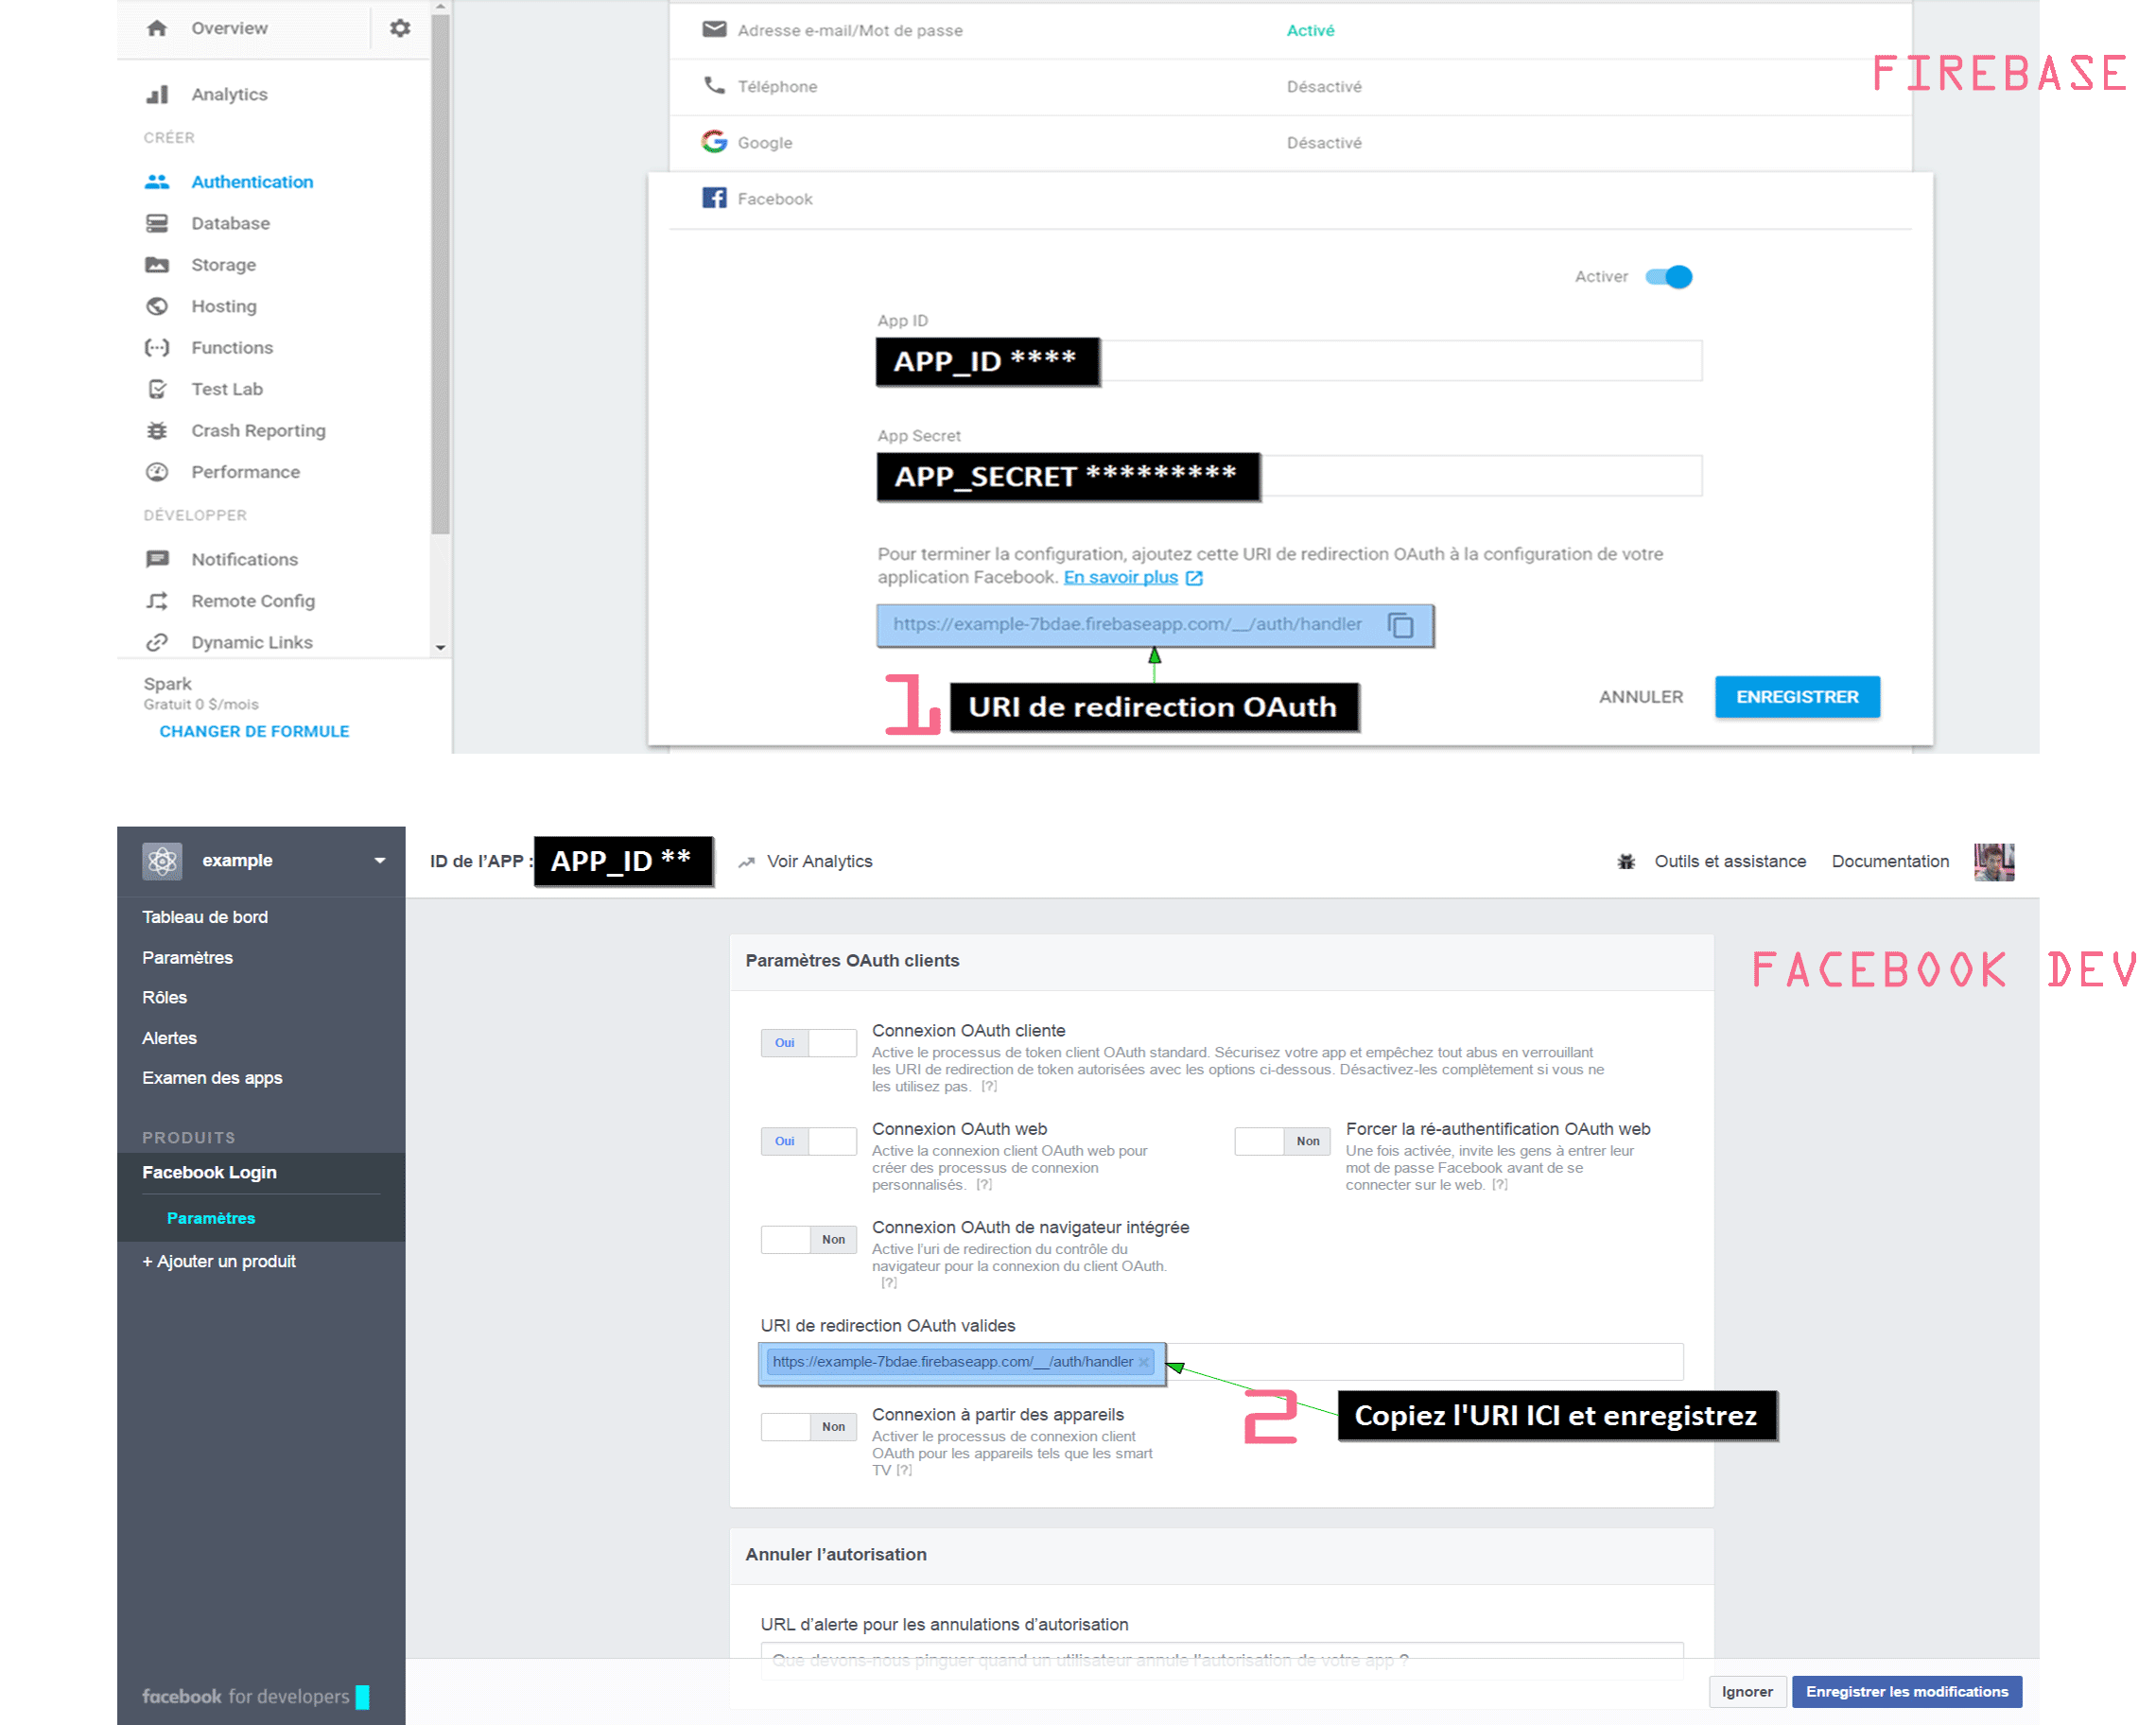 Overview
Analytics
CRÉER
Authentication
Database
Storage
Hosting
Functions
Test Lab
Crash Reporting
Performance
DÉVELOPPER
Notifications
Remote Config
Dynamic Links
Spark
Gratuit 0 $/mois
CHANGER DE FORMULE
Adresse e-mail/Mot de passe Activé
Téléphone Désactivé
Google Désactivé
Facebook
FIREBASE
Activer
App ID
APP_ID ****
App Secret
APP_SECRET *********
Pour terminer la configuration, ajoutez cette URI de redirection OAuth à la configuration de votre
application Facebook. En savoir plus
https://example-7bdae.firebaseapp.com/__/auth/handler
1 URI de redirection OAuth
ANNULER ENREGISTRER
example
ID de l’APP : APP_ID ** Voir Analytics
Outils et assistance Documentation
Tableau de bord
Paramètres
Rôles
Alertes
Examen des apps
PRODUITS
Facebook Login
Paramètres
+ Ajouter un produit
facebook for developers
FACEBOOK DEV
Paramètres OAuth clients
Oui
Connexion OAuth cliente
Active le processus de token client OAuth standard. Sécurisez votre app et empêchez tout abus en verrouillant
les URI de redirection de token autorisées avec les options ci-dessous. Désactivez-les complètement si vous ne
les utilisez pas. [?]
Oui
Connexion OAuth web
Active la connexion client OAuth web pour
créer des processus de connexion
personnalisés. [?]
Non
Forcer la ré-authentification OAuth web
Une fois activée, invite les gens à entrer leur
mot de passe Facebook avant de se
connecter sur le web. [?]
Non
Connexion OAuth de navigateur intégrée
Active l’uri de redirection du contrôle du
navigateur pour la connexion du client OAuth.
[?]
URI de redirection OAuth valides
https://example-7bdae.firebaseapp.com/__/auth/handler
2 Copiez l'URI ICI et enregistrez
Non
Connexion à partir des appareils
Activer le processus de connexion client
OAuth pour les appareils tels que les smart
TV [?]
Annuler l’autorisation
URL d’alerte pour les annulations d’autorisation
Que devons-nous pinguer quand un utilisateur annule l’autorisation de votre app ?
Ignorer Enregistrer les modifications